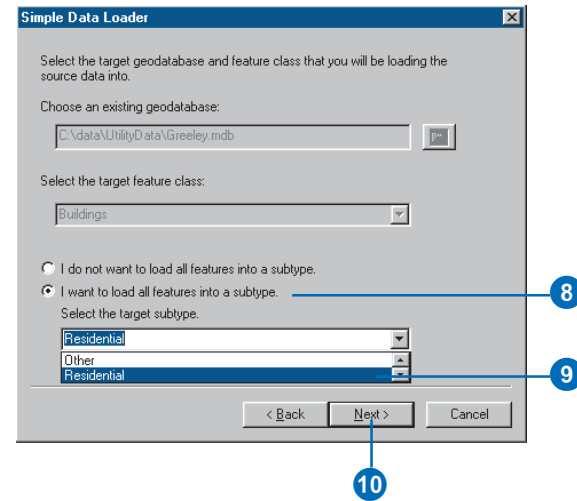 Simple Data Loader
Select the target geodatabase and feature class that you will be loading the
source data into.
Choose an existing geodatabase:
C:\data\UtilityData\Greeley.mdb
Select the target feature class:
Buildings
I do not want to load all features into a subtype.
I want to load all features into a subtype.
8
Select the target subtype.
Residential
Other
Residential
9
< Back
Next >
Cancel
10